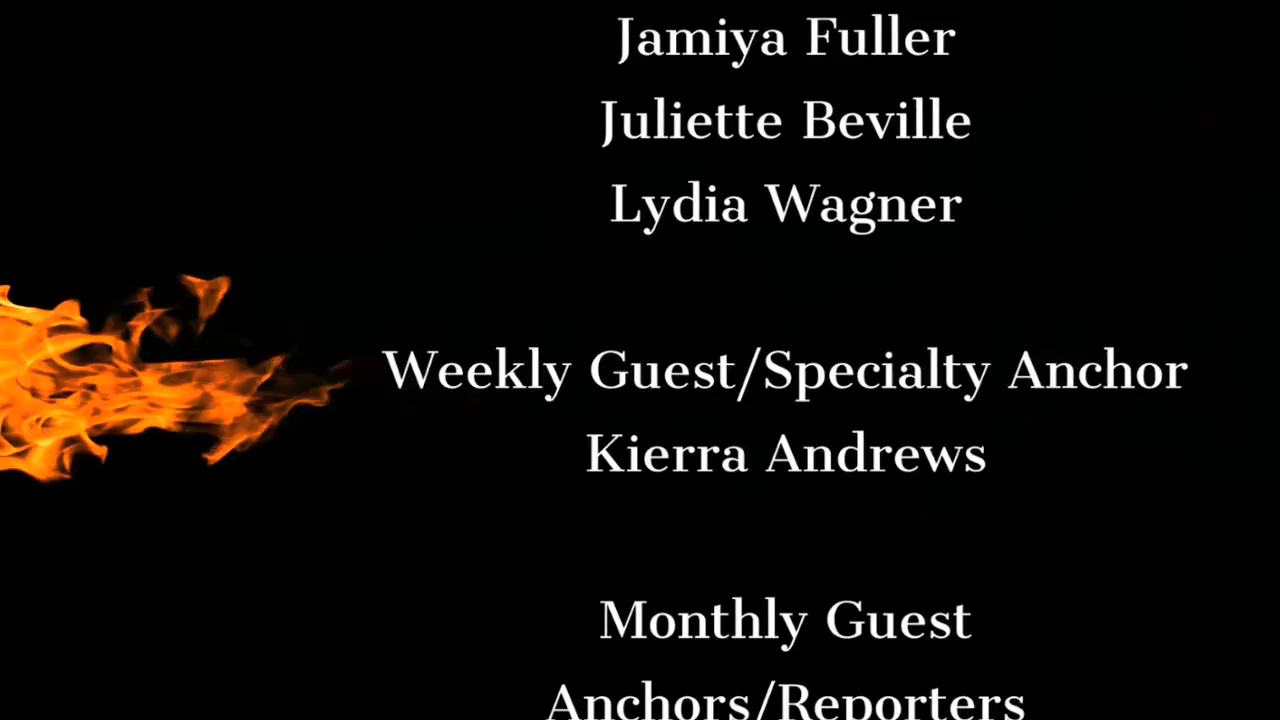 Jamiya Fuller
Juliette Beville
Lydia Wagner
Weekly Guest/Specialty Anchor
Kierra Andrews
Monthly Guest
Anchors/Reporters